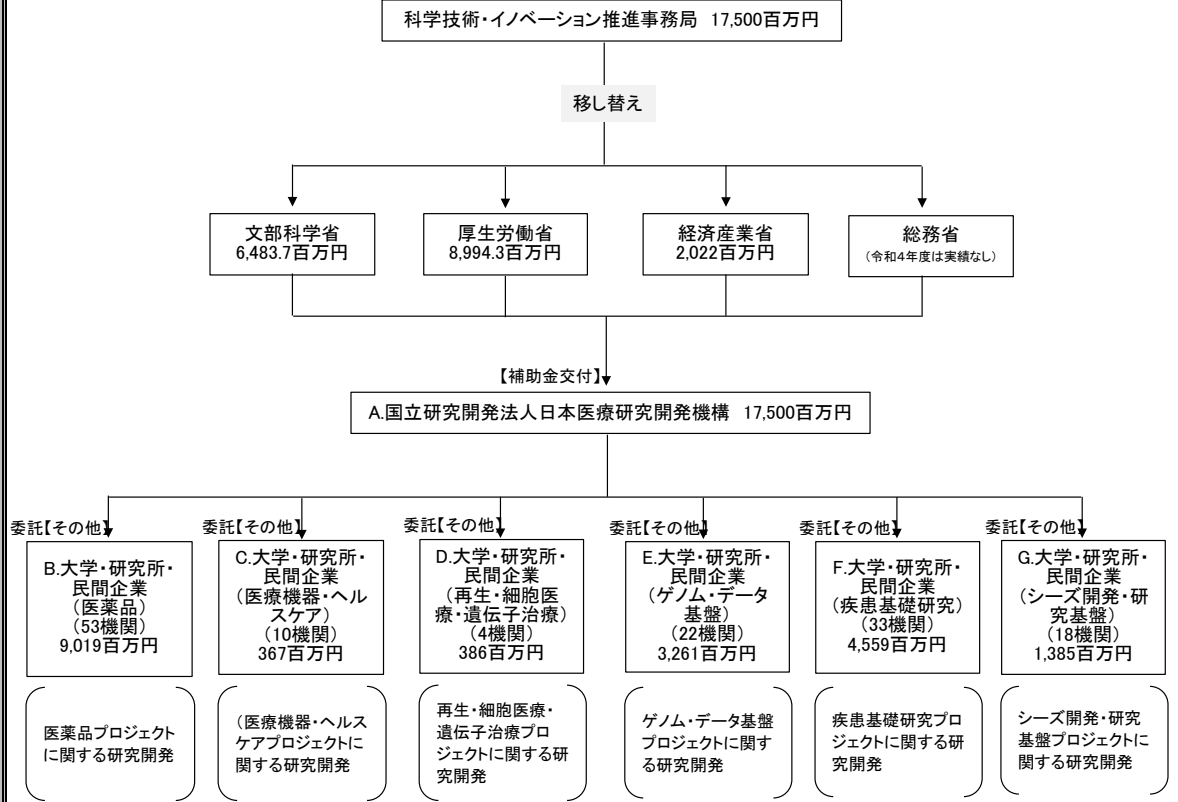 科学技術・イノベーション推進事務局 17,500百万円
移し替え
文部科学省
6,483.7百万円
厚生労働省
8,994.3百万円
経済産業省
2,022百万円
総務省
(令和4年度は実績なし)
【補助金交付】
A.国立研究開発法人日本医療研究開発機構 17,500百万円
委託【その他】
B.大学・研究所・
民間企業
(医薬品)
(53機関)
9,019百万円
委託【その他】
C.大学・研究所・
民間企業
(医療機器・ヘル
スケア)
(10機関)
367百万円
委託【その他】
D.大学・研究所・
民間企業
(再生・細胞医
療・遺伝子治療)
(4機関)
386百万円
委託【その他】
E.大学・研究所・
民間企業
(ゲノム・データ
基盤)
(22機関)
3,261百万円
委託【その他】
F.大学・研究所・
民間企業
(疾患基礎研究)
(33機関)
4,559百万円
委託【その他】
G.大学・研究所・
民間企業
(シーズ開発・研
究基盤)
(18機関)
1,385百万円
医薬品プロジェクト
に関する研究開発
(医療機器・ヘルス
ケアプロジェクトに
関する研究開発
再生・細胞医療・
遺伝子治療プロ
ジェクトに関する研
究開発
ゲノム・データ基盤
プロジェクトに関す
る研究開発
疾患基礎研究プロ
ジェクトに関する研
究開発
シーズ開発・研究
基盤プロジェクトに
関する研究開発